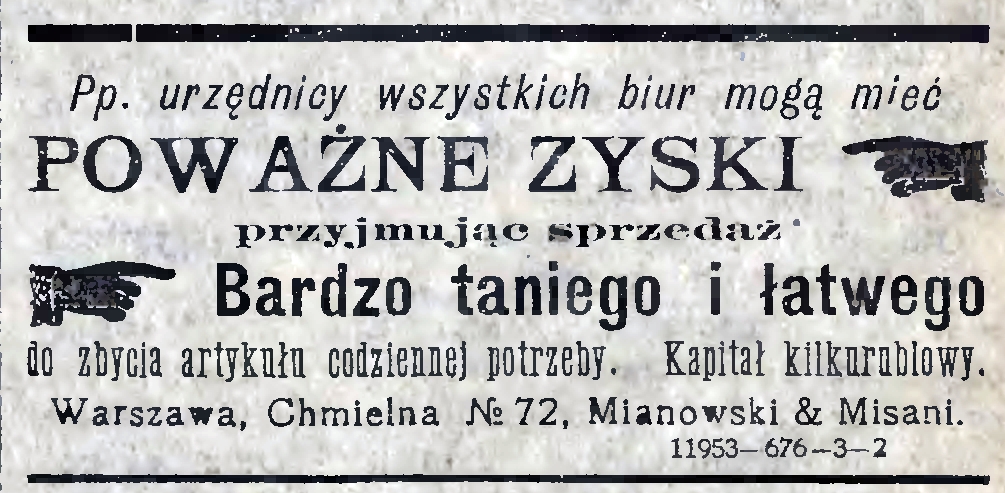 Pp. urzędnicy wszystkich biur mogą mieć
POWAŻNE ZYSKI
przyjmując sprzedaż
Bardzo taniego i łatwego
do zbycia artykułu codziennej potrzeby. Kapitał kilkurublowy.
Warszawa, Chmielna № 72, Mianowski & Misani.
11953—676—3—2